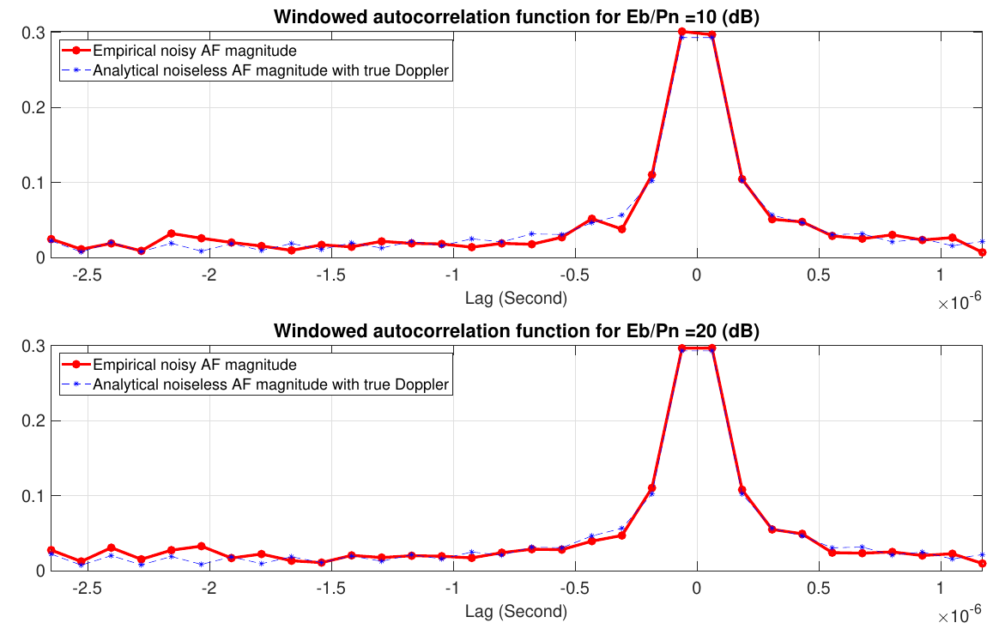 Windowed autocorrelation function for Eb/Pn =10 (dB)
0.3
Empirical noisy AF magnitude
Analytical noiseless AF magnitude with true Doppler
0.2
0.1
0
-2.5 -2 -1.5 -1 -0.5 0 0.5 1
Lag (Second)
×10-6
Windowed autocorrelation function for Eb/Pn =20 (dB)
0.3
Empirical noisy AF magnitude
Analytical noiseless AF magnitude with true Doppler
0.2
0.1
0
-2.5 -2 -1.5 -1 -0.5 0 0.5 1
Lag (Second)
×10-6